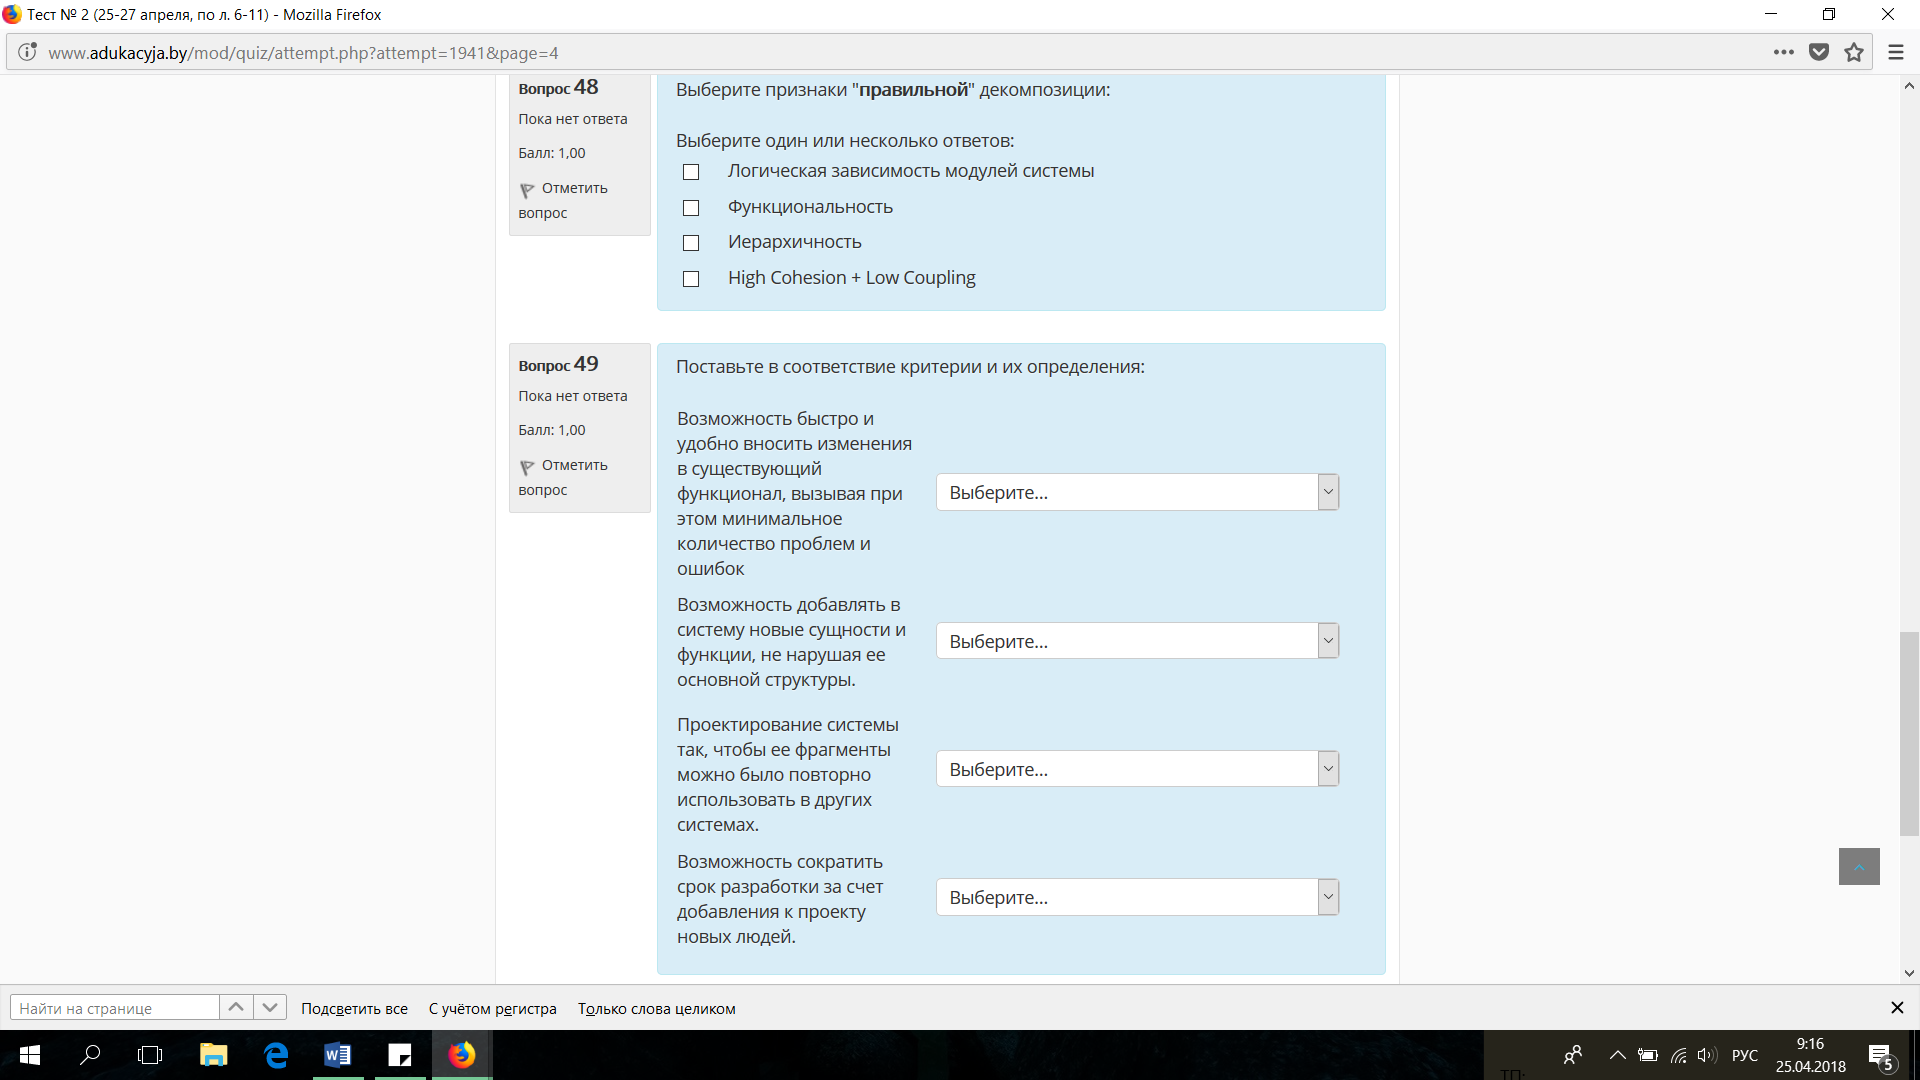 Тест № 2 (25-27 апреля, по л. 6-11) - Mozilla Firefox
www.adukacyja.by/mod/quiz/attempt.php?attempt=1941&page=4
Вопрос 48
Пока нет ответа
Балл: 1,00
Отметить
вопрос
Выберите признаки "правильной" декомпозиции:
Выберите один или несколько ответов:
Логическая зависимость модулей системы
Функциональность
Иерархичность
High Cohesion + Low Coupling
Вопрос 49
Пока нет ответа
Балл: 1,00
Отметить
вопрос
Поставьте в соответствие критерии и их определения:
Возможность быстро и
удобно вносить изменения
в существующий
функционал, вызывая при
этом минимальное
количество проблем и
ошибок
Выберите...
Возможность добавлять в
систему новые сущности и
функции, не нарушая ее
основной структуры.
Выберите...
Проектирование системы
так, чтобы ее фрагменты
можно было повторно
использовать в других
системах.
Выберите...
Возможность сократить
срок разработки за счет
добавления к проекту
новых людей.
Выберите...
Найти на странице
Подсветить все
С учётом регистра
Только слова целиком
РУС
9:16
25.04.2018
5